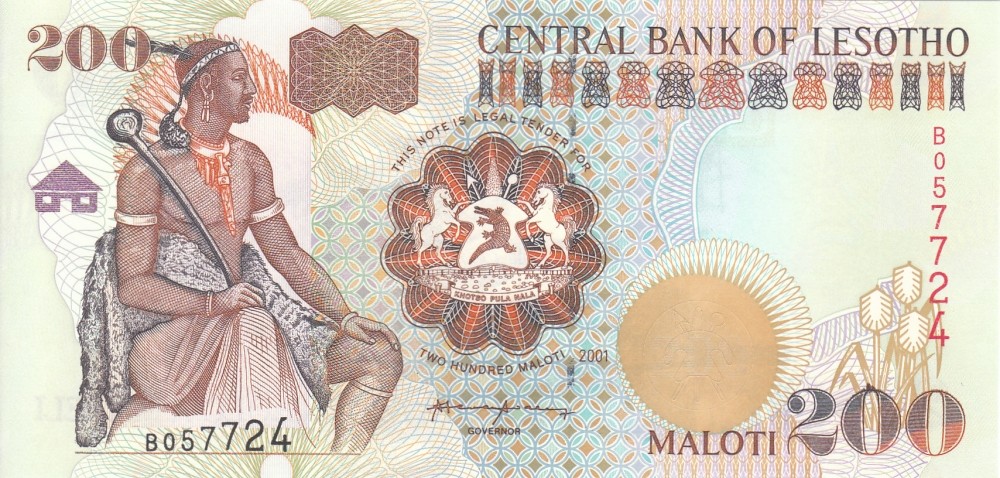 200
CENTRAL BANK OF LESOTHO
THIS NOTE IS LEGAL TENDER FOR
KHOTSO PULA NALA
TWO HUNDRED MALOTI 2001
GOVERNOR
B057724
B057724
MALOTI 200